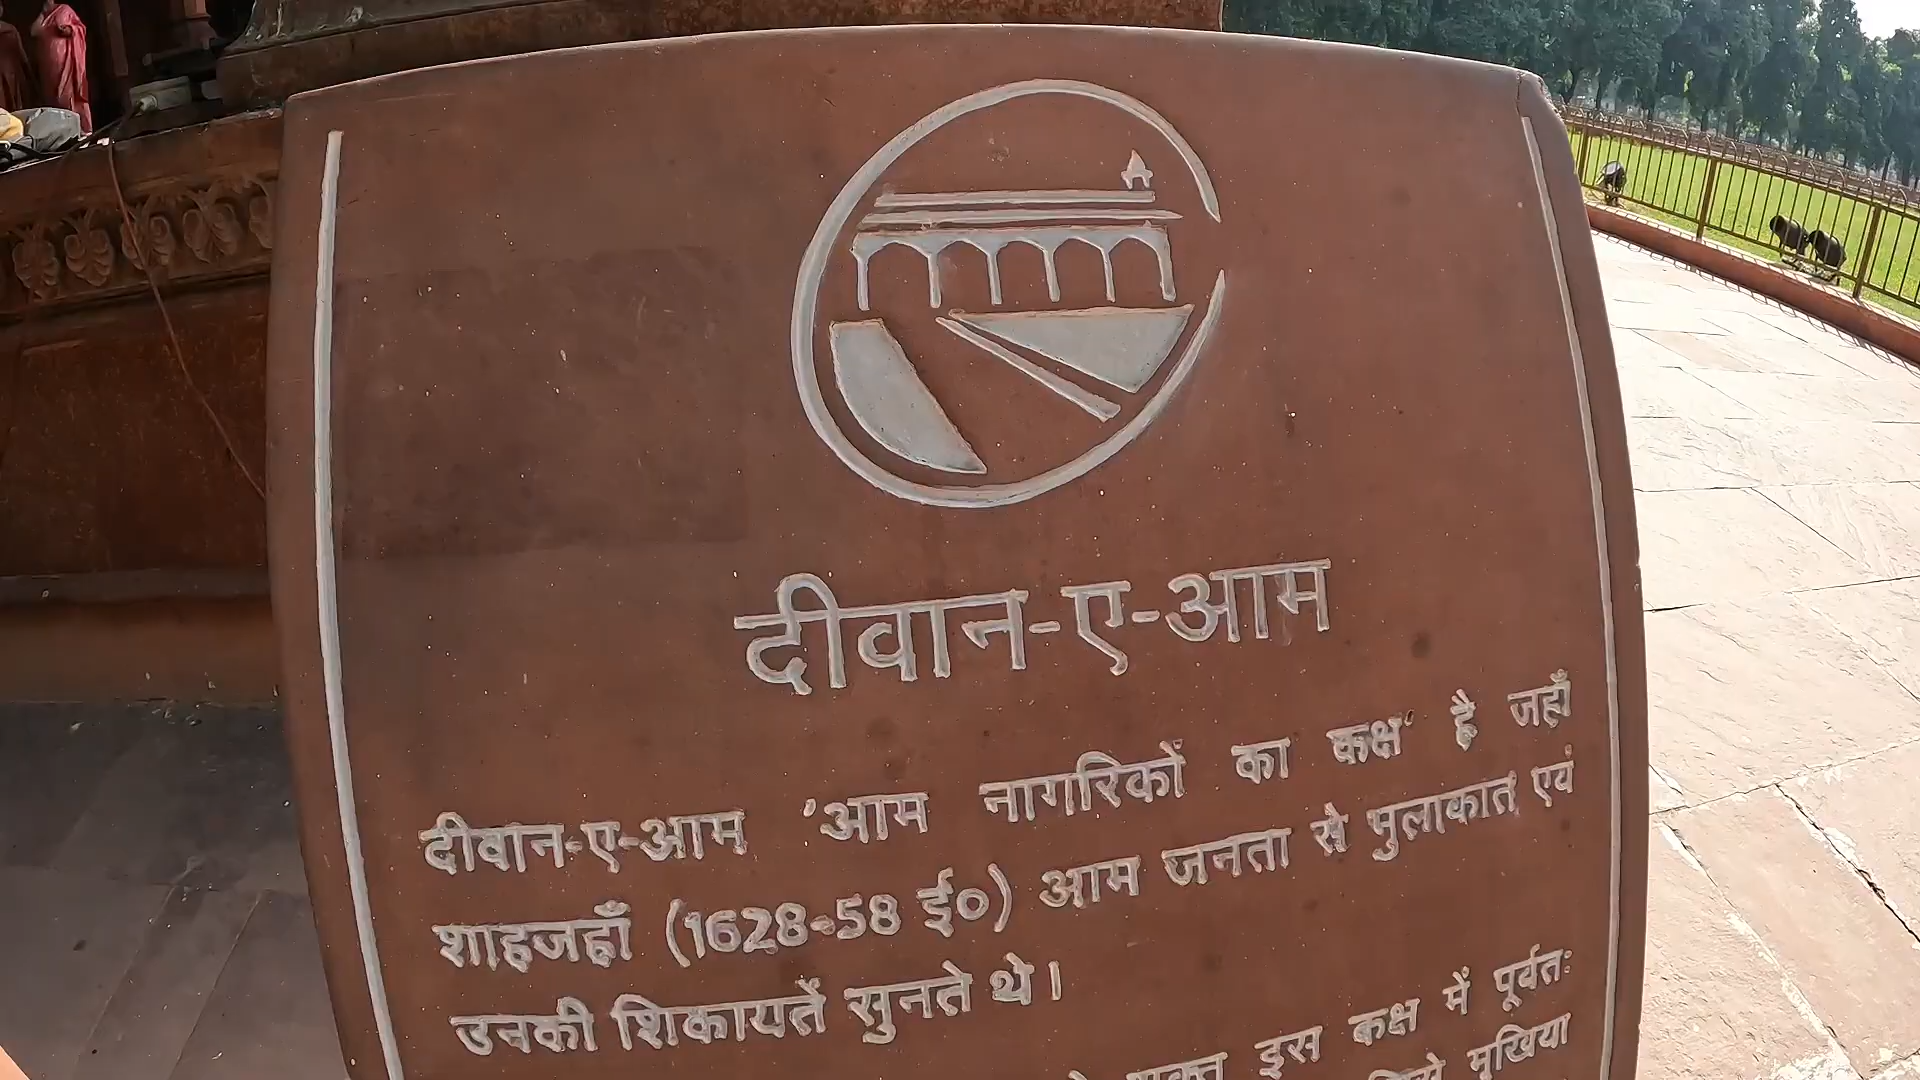 दीवान-ए-आम
दीवान-ए-आम 'आम नागरिकों का कक्ष' है जहाँ
शाहजहाँ (1628-58 ई०) आम जनता से मुलाकात एवं
उनकी शिकायतें सुनते थे।
इस कक्ष में पूर्वतः
मुखिया